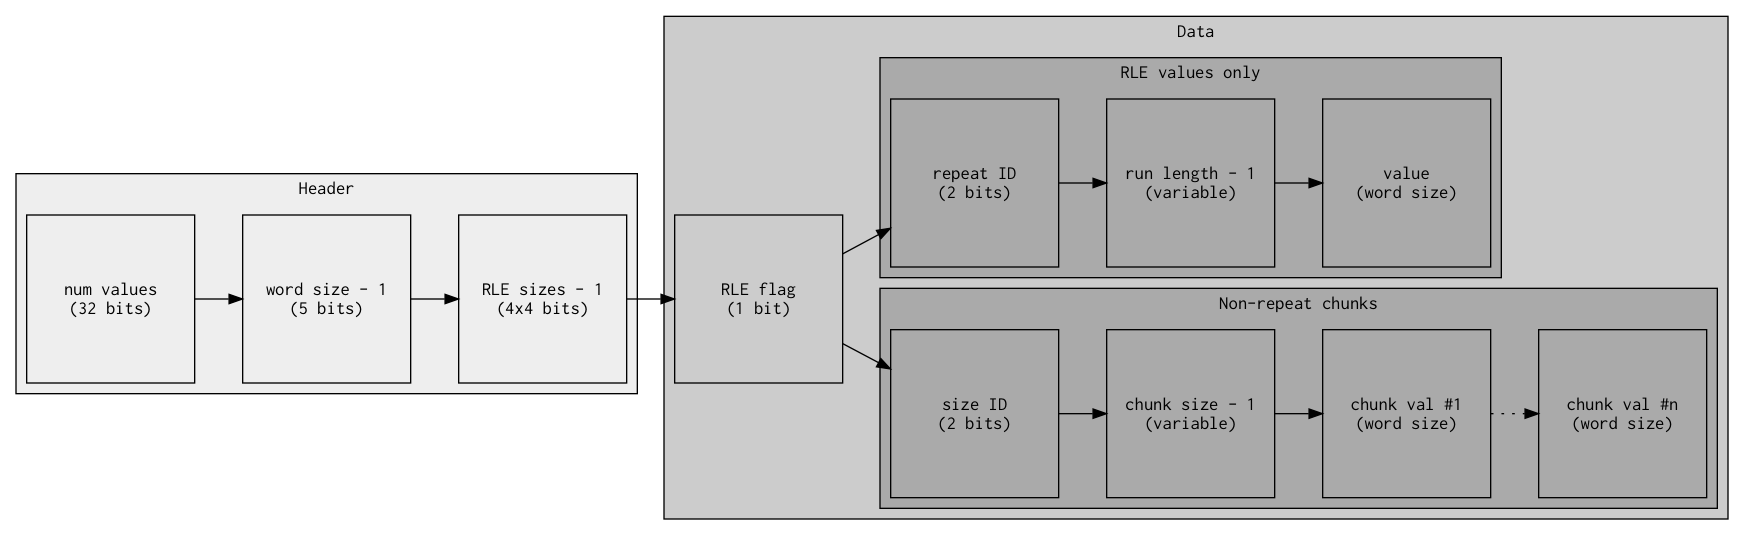 Header
num values
(32 bits)
word size - 1
(5 bits)
RLE sizes - 1
(4x4 bits)
Data
RLE flag
(1 bit)
RLE values only
repeat ID
(2 bits)
run length - 1
(variable)
value
(word size)
Non-repeat chunks
size ID
(2 bits)
chunk size - 1
(variable)
chunk val #1
(word size)
chunk val #n
(word size)